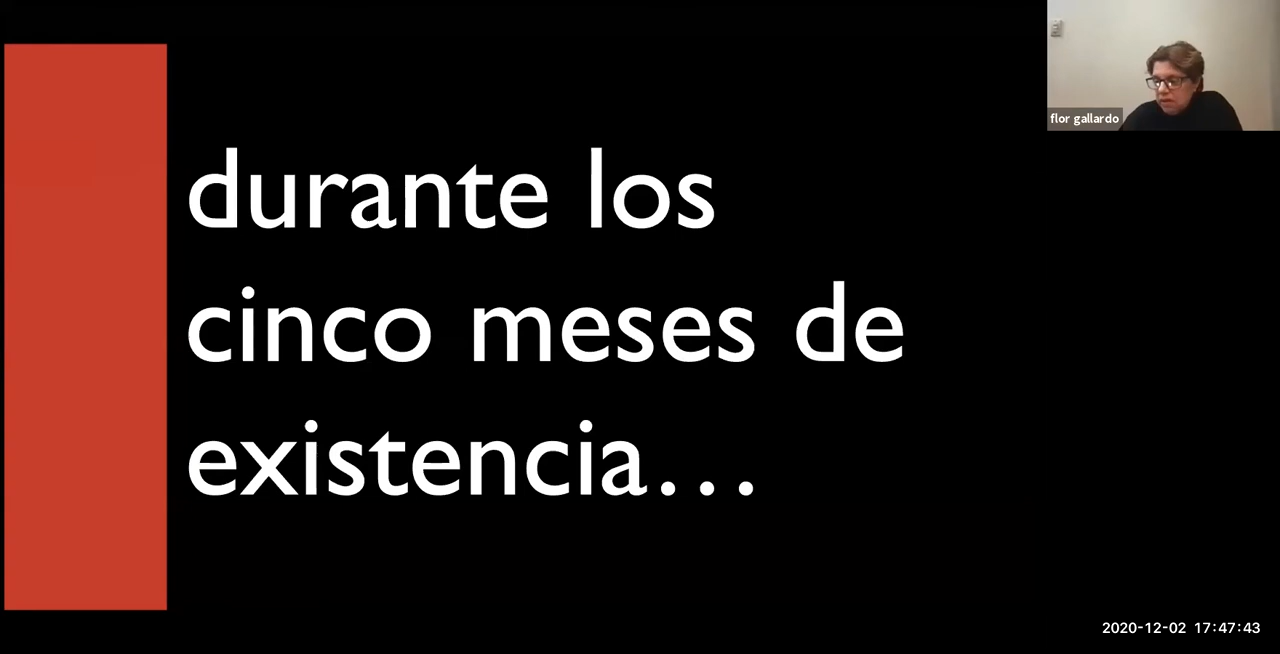 flor gallardo
durante los
cinco meses de
existencia…
2020-12-02 17:47:43